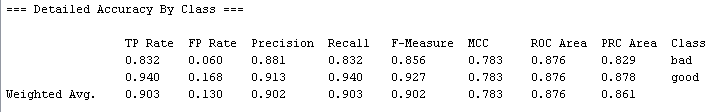 === Detailed Accuracy By Class ===
TP Rate FP Rate Precision Recall F-Measure MCC ROC Area PRC Area Class
0.832 0.060 0.881 0.832 0.856 0.783 0.876 0.829 bad
0.940 0.168 0.913 0.940 0.927 0.783 0.876 0.878 good
Weighted Avg. 0.903 0.130 0.902 0.903 0.902 0.783 0.876 0.861